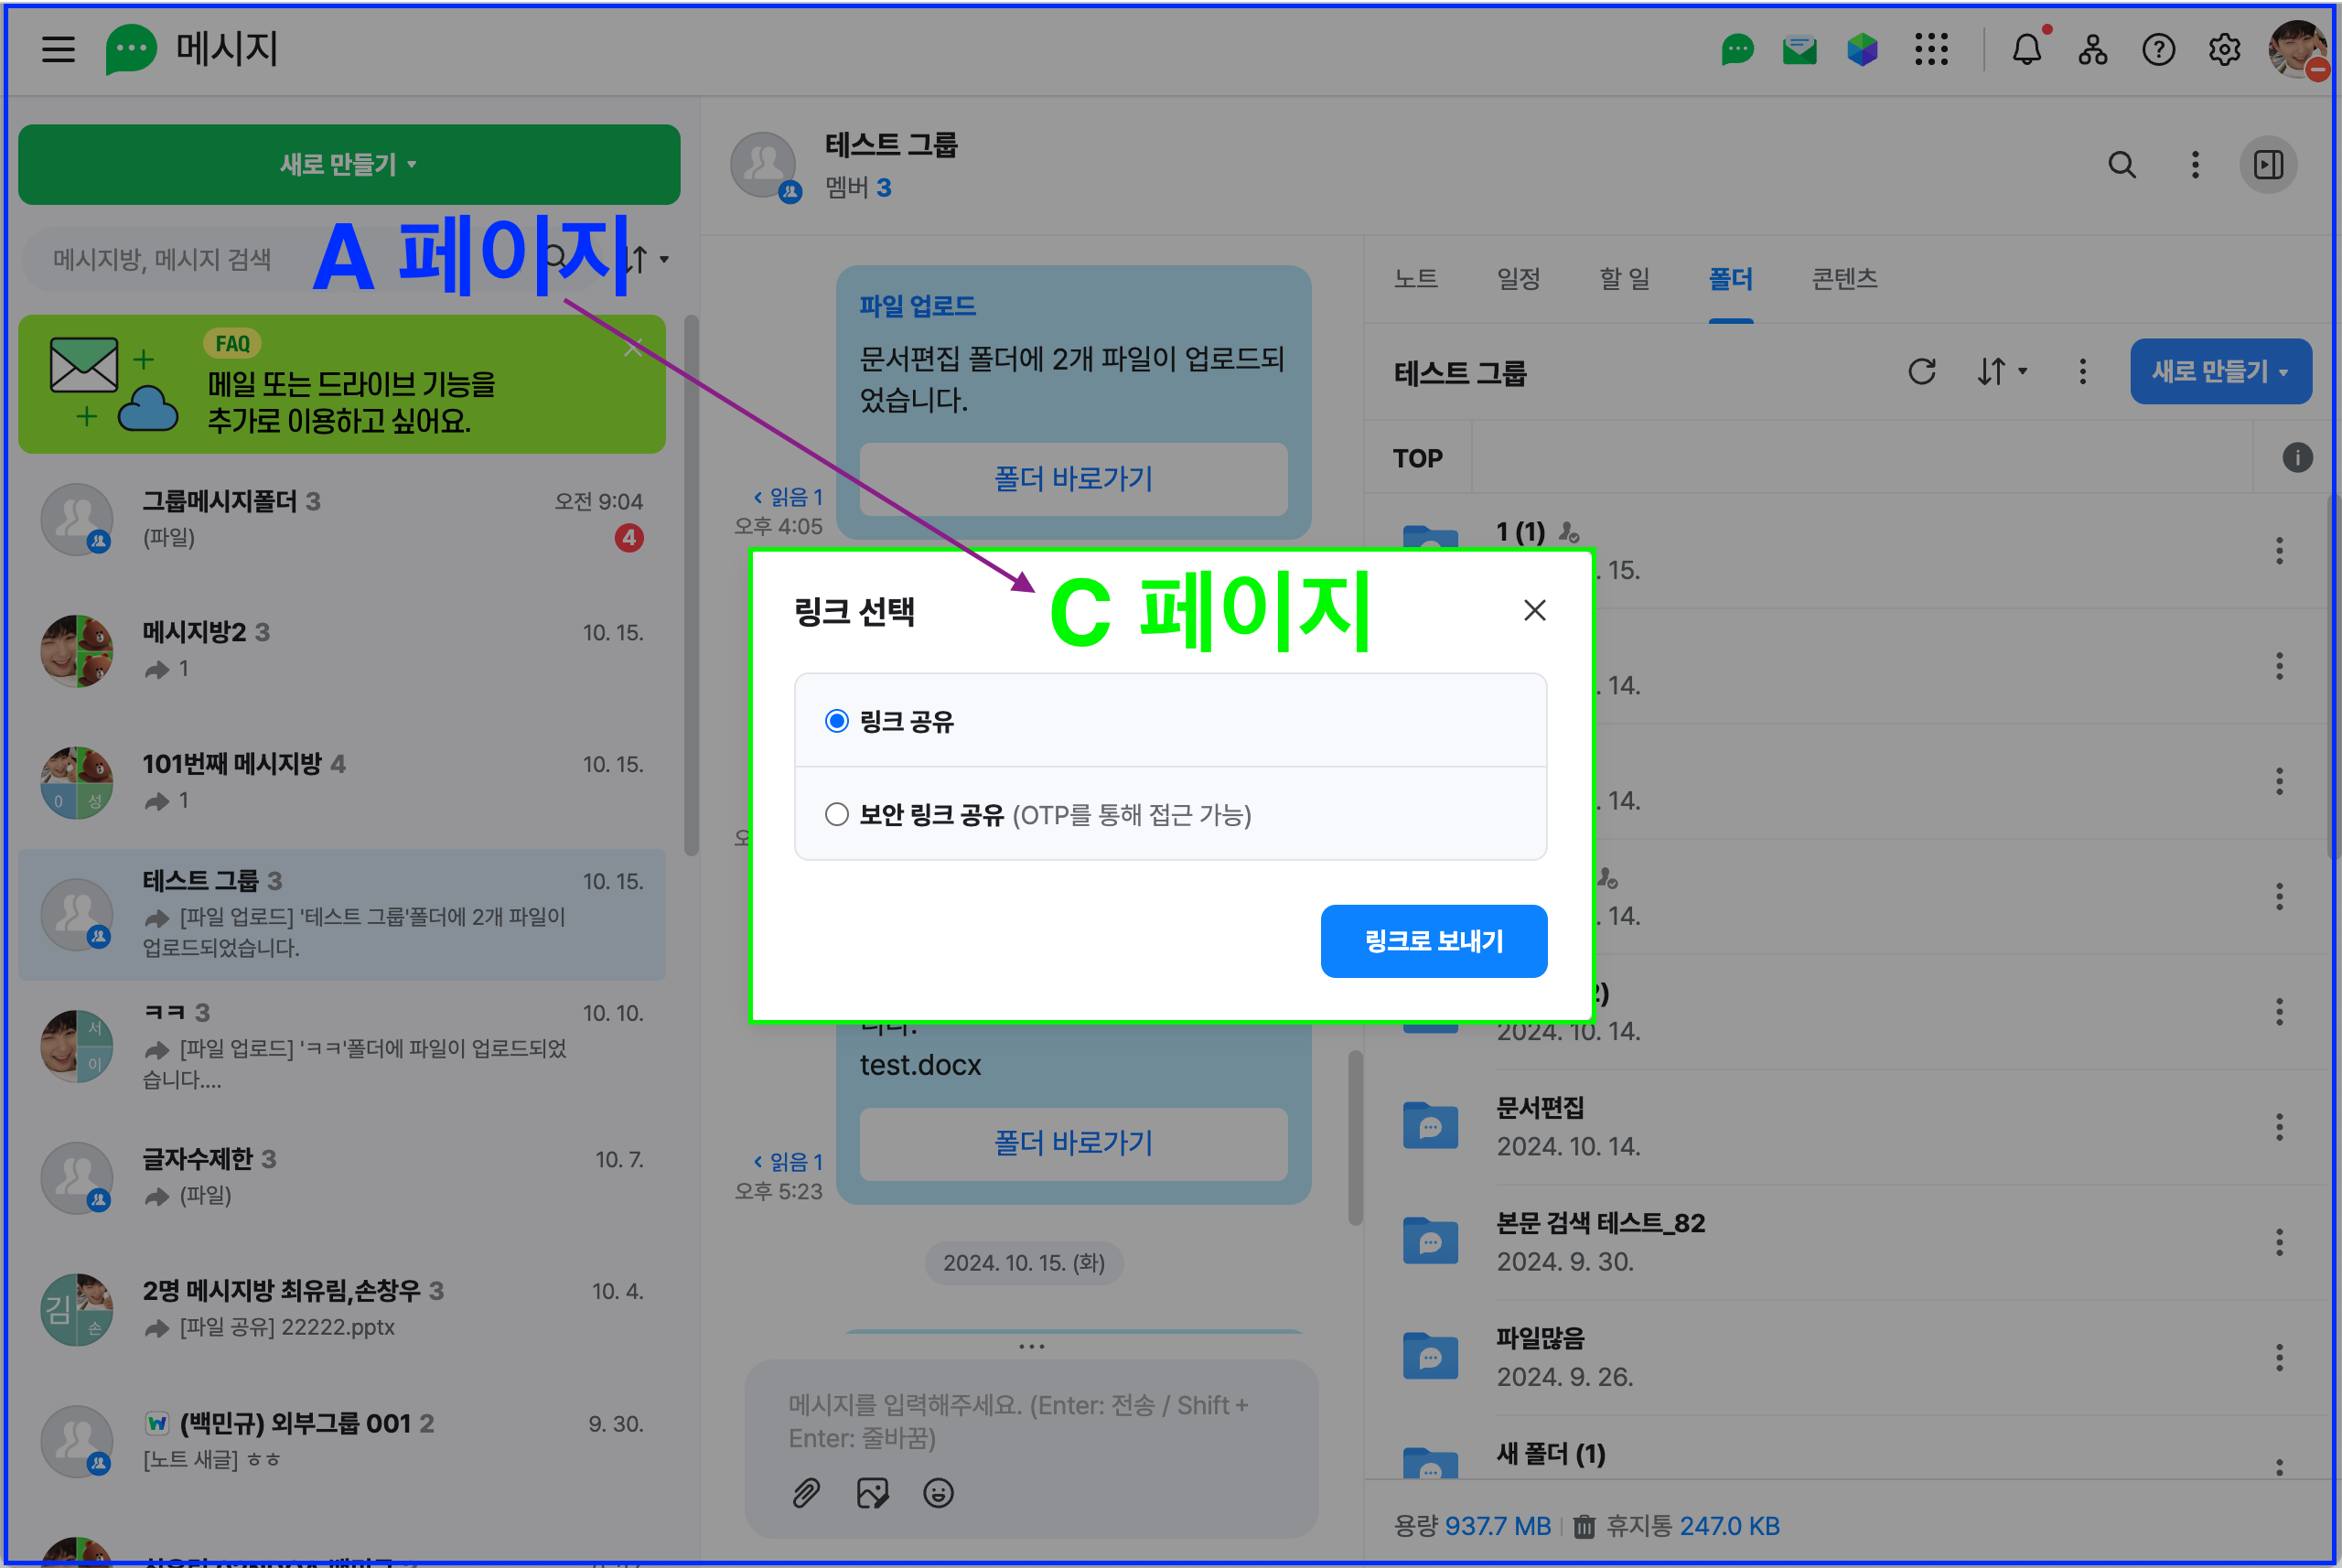 메시지
새로 만들기
메시지방, 메시지 검색
A 페이지
FAQ
메일 또는 드라이브 기능을
추가로 이용하고 싶어요.
그룹메시지폴더 3
오전 9:04
(파일)
4
메시지방2 3
10. 15.
1
101번째 메시지방 4
10. 15.
1
0 성
테스트 그룹 3
10. 15.
[파일 업로드] '테스트 그룹'폴더에 2개 파일이
업로드되었습니다.
ㅋㅋ 3
10. 10.
[파일 업로드] 'ㅋㅋ'폴더에 파일이 업로드되었
습니다....
서
이
글자수제한 3
10. 7.
(파일)
2명 메시지방 최유림,손창우 3
10. 4.
[파일 공유] 22222.pptx
김
손
W (백민규) 외부그룹 001 2
9. 30.
[노트 새글] ㅎㅎ
테스트 그룹
멤버 3
파일 업로드
문서편집 폴더에 2개 파일이 업로드되
었습니다.
폴더 바로가기
읽음 1
오후 4:05
C 페이지
링크 선택
링크 공유
보안 링크 공유 (OTP를 통해 접근 가능)
링크로 보내기
test.docx
폴더 바로가기
읽음 1
오후 5:23
2024. 10. 15. (화)
메시지를 입력해주세요. (Enter: 전송 / Shift +
Enter: 줄바꿈)
노트 일정 할 일 폴더 콘텐츠
테스트 그룹
새로 만들기
TOP
1 (1)
15.
14.
14.
14.
2024. 10. 14.
문서편집
2024. 10. 14.
본문 검색 테스트_82
2024. 9. 30.
파일많음
2024. 9. 26.
새 폴더 (1)
용량 937.7 MB 휴지통 247.0 KB